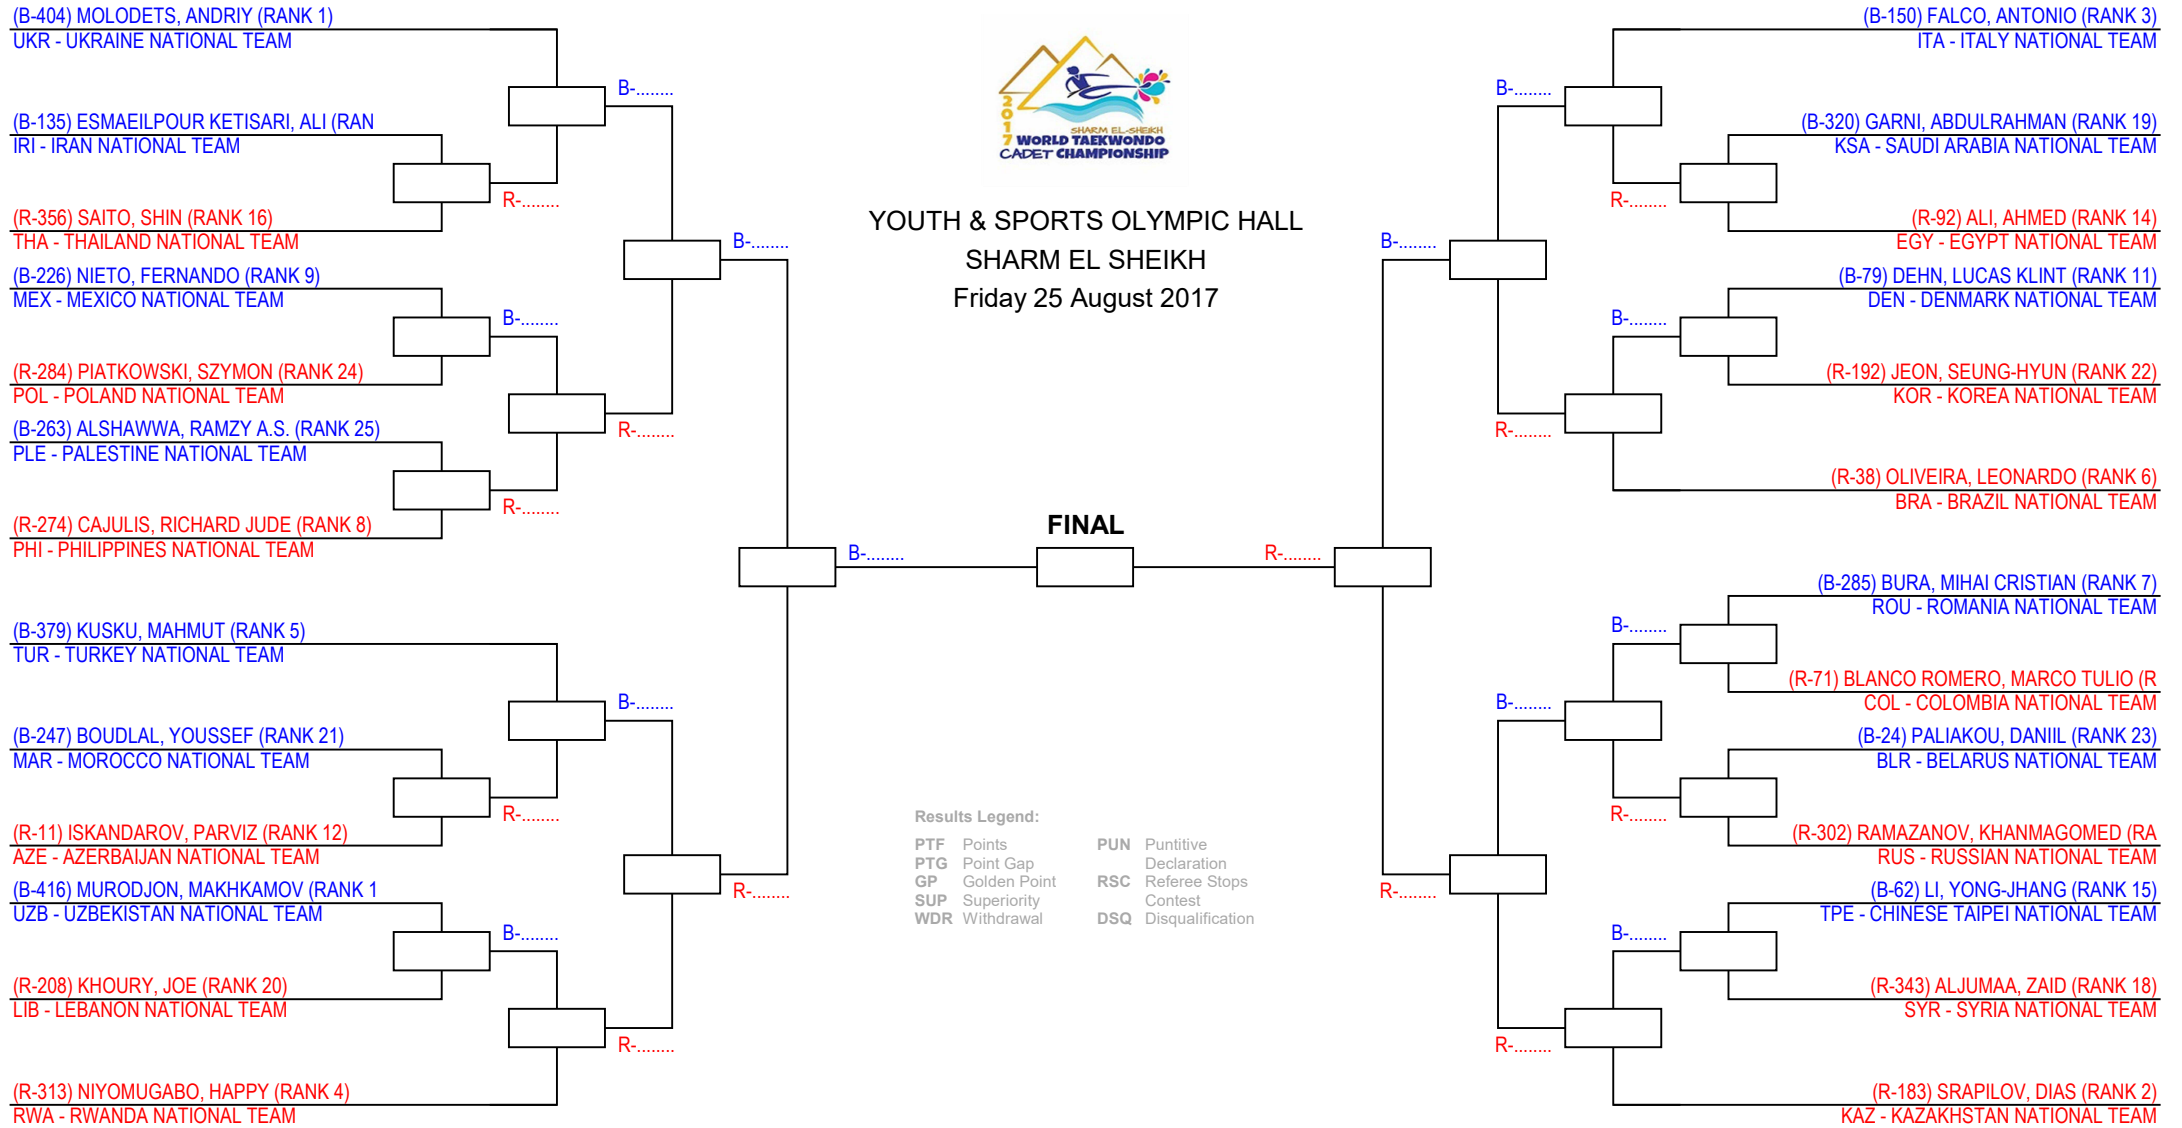 (B-404) MOLODETS, ANDRIY (RANK 1)
UKR - UKRAINE NATIONAL TEAM
B-........
(B-135) ESMAEILPOUR KETISARI, ALI (RAN
IRI - IRAN NATIONAL TEAM
R-........
(R-356) SAITO, SHIN (RANK 16)
THA - THAILAND NATIONAL TEAM
B-........
(B-226) NIETO, FERNANDO (RANK 9)
MEX - MEXICO NATIONAL TEAM
B-........
(R-284) PIATKOWSKI, SZYMON (RANK 24)
POL - POLAND NATIONAL TEAM
R-........
(B-263) ALSHAWWA, RAMZY A.S. (RANK 25)
PLE - PALESTINE NATIONAL TEAM
R-........
(R-274) CAJULIS, RICHARD JUDE (RANK 8)
PHI - PHILIPPINES NATIONAL TEAM
B-........
(B-379) KUSKU, MAHMUT (RANK 5)
TUR - TURKEY NATIONAL TEAM
B-........
(B-247) BOUDLAL, YOUSSEF (RANK 21)
MAR - MOROCCO NATIONAL TEAM
R-........
(R-11) ISKANDAROV, PARVIZ (RANK 12)
AZE - AZERBAIJAN NATIONAL TEAM
R-........
(B-416) MURODJON, MAKHKAMOV (RANK 1
UZB - UZBEKISTAN NATIONAL TEAM
B-........
(R-208) KHOURY, JOE (RANK 20)
LIB - LEBANON NATIONAL TEAM
R-........
(R-313) NIYOMUGABO, HAPPY (RANK 4)
RWA - RWANDA NATIONAL TEAM
2017
SHARM EL-SHEIKH
WORLD TAEKWONDO
CADET CHAMPIONSHIP
YOUTH & SPORTS OLYMPIC HALL
SHARM EL SHEIKH
Friday 25 August 2017
FINAL
Results Legend:
PTF Points
PTG Point Gap
GP Golden Point
SUP Superiority
WDR Withdrawal
PUN Puntitive
Declaration
RSC Referee Stops
Contest
DSQ Disqualification
(B-150) FALCO, ANTONIO (RANK 3)
ITA - ITALY NATIONAL TEAM
B-........
(B-320) GARNI, ABDULRAHMAN (RANK 19)
KSA - SAUDI ARABIA NATIONAL TEAM
R-........
(R-92) ALI, AHMED (RANK 14)
EGY - EGYPT NATIONAL TEAM
B-........
(B-79) DEHN, LUCAS KLINT (RANK 11)
DEN - DENMARK NATIONAL TEAM
B-........
(R-192) JEON, SEUNG-HYUN (RANK 22)
KOR - KOREA NATIONAL TEAM
R-........
(R-38) OLIVEIRA, LEONARDO (RANK 6)
BRA - BRAZIL NATIONAL TEAM
R-........
(B-285) BURA, MIHAI CRISTIAN (RANK 7)
ROU - ROMANIA NATIONAL TEAM
B-........
(R-71) BLANCO ROMERO, MARCO TULIO (R
COL - COLOMBIA NATIONAL TEAM
B-........
(B-24) PALIAKOU, DANIIL (RANK 23)
BLR - BELARUS NATIONAL TEAM
R-........
(R-302) RAMAZANOV, KHANMAGOMED (RA
RUS - RUSSIAN NATIONAL TEAM
R-........
(B-62) LI, YONG-JHANG (RANK 15)
TPE - CHINESE TAIPEI NATIONAL TEAM
B-........
(R-343) ALJUMAA, ZAID (RANK 18)
SYR - SYRIA NATIONAL TEAM
R-........
(R-183) SRAPILOV, DIAS (RANK 2)
KAZ - KAZAKHSTAN NATIONAL TEAM